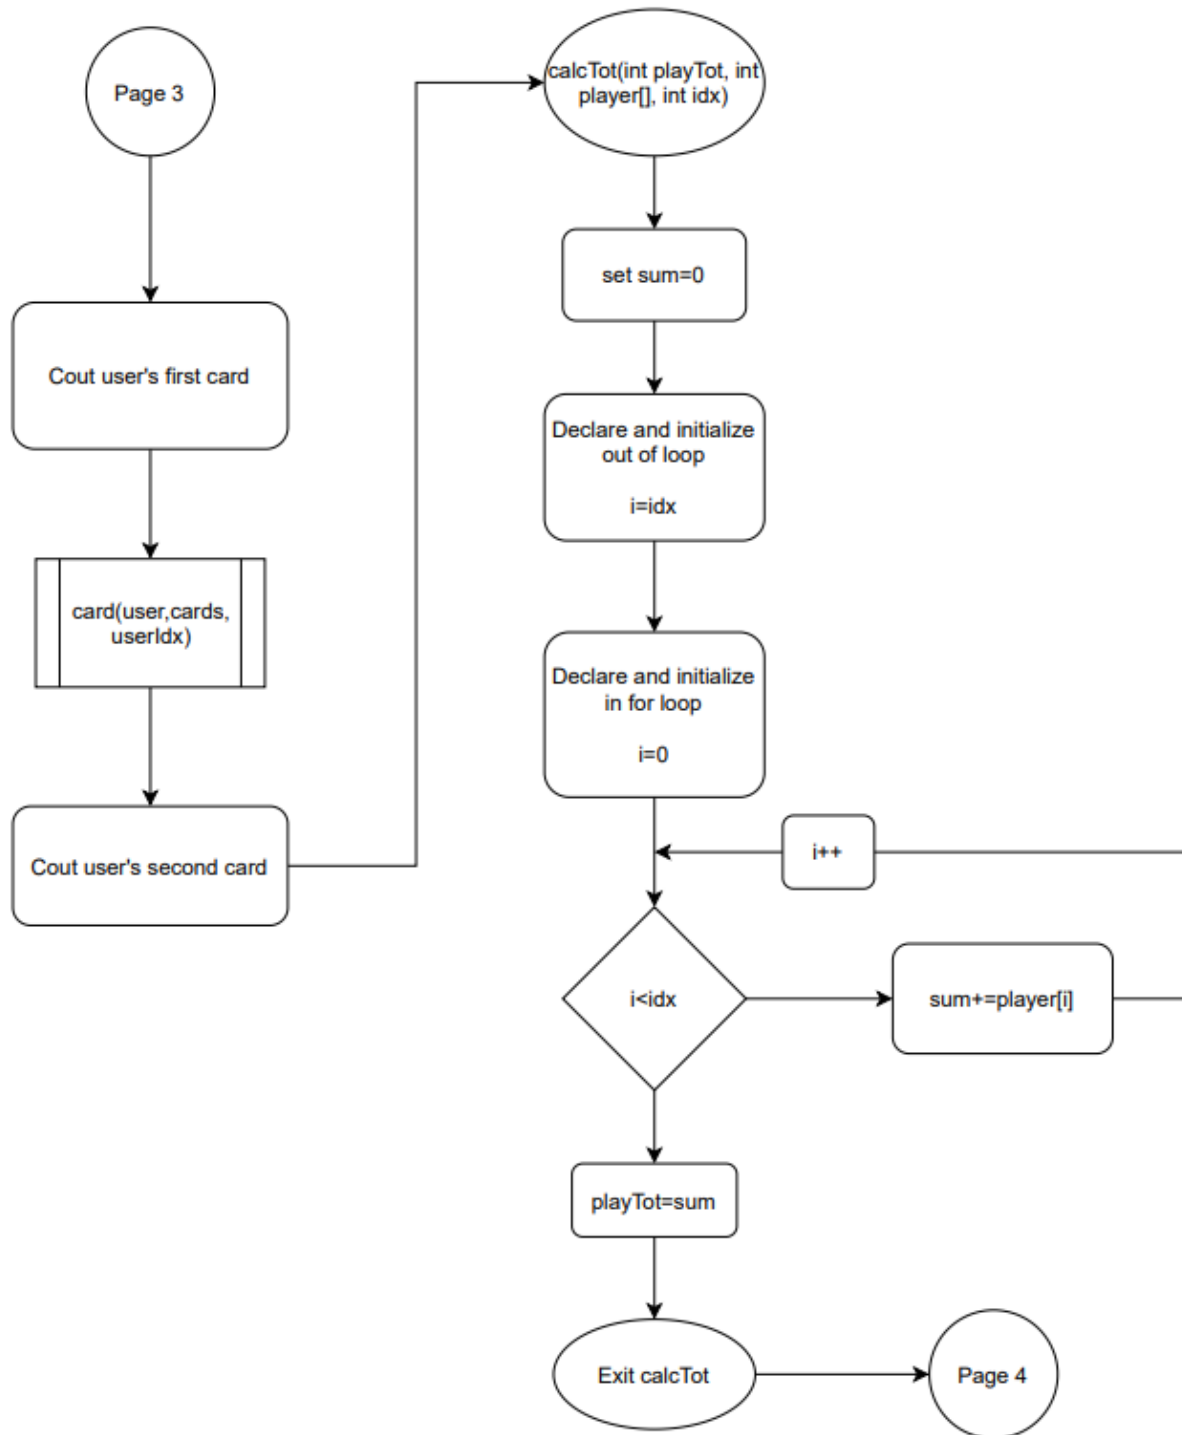 Page 3
Cout user's first card
card(user,cards,
userIdx)
Cout user's second card
calcTot(int playTot, int
player[], int idx)
set sum=0
Declare and initialize
out of loop
i=idx
Declare and initialize
in for loop
i=0
i++
i<idx
sum+=player[i]
playTot=sum
Exit calcTot
Page 4